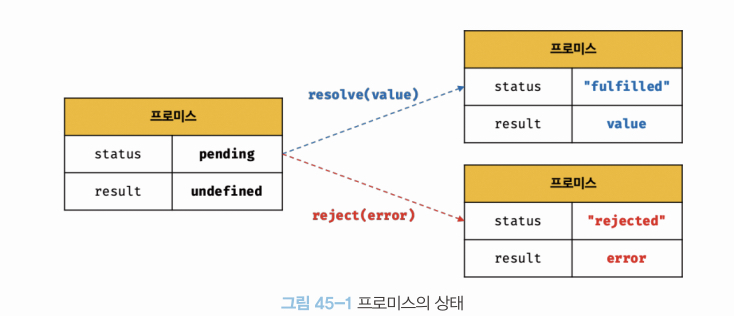 프로미스
status pending
result undefined
resolve(value)
reject(error)
프로미스
status "fulfilled"
result value
프로미스
status "rejected"
result error
그림 45-1 프로미스의 상태